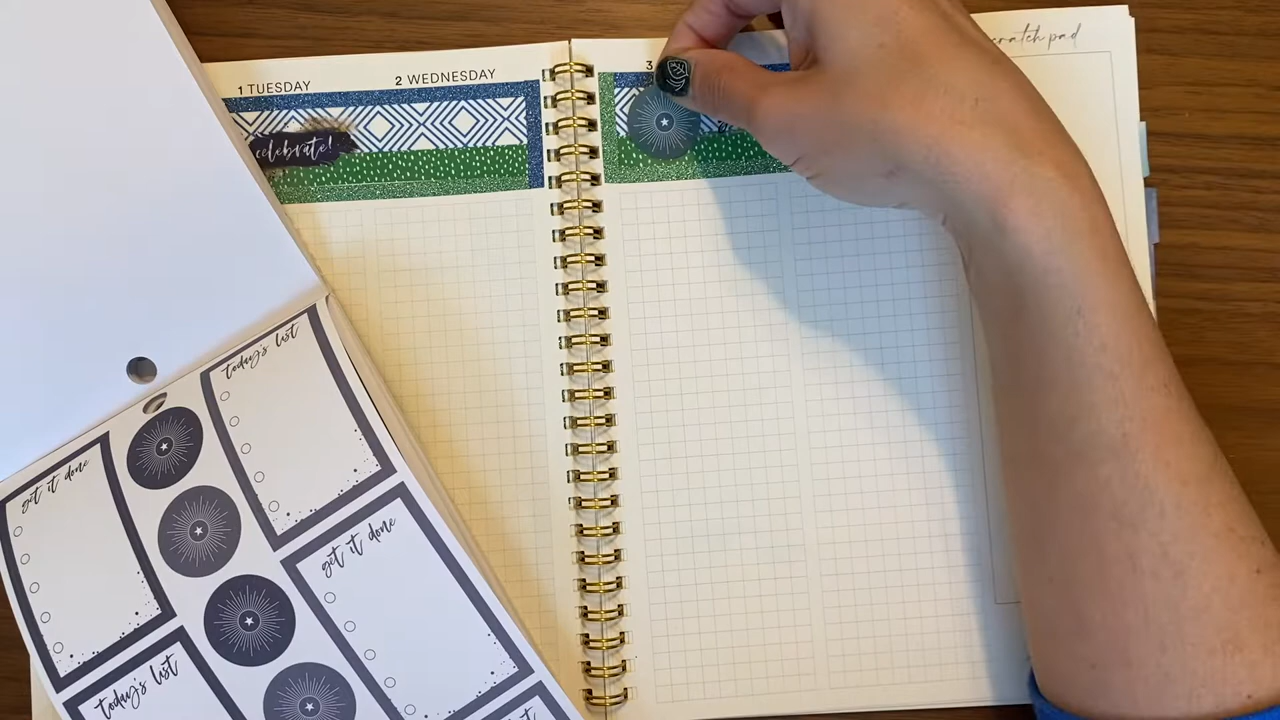 1 TUESDAY
2 WEDNESDAY
3
scratch pad
celebrate!
today's list
get it done
get it done
today's list